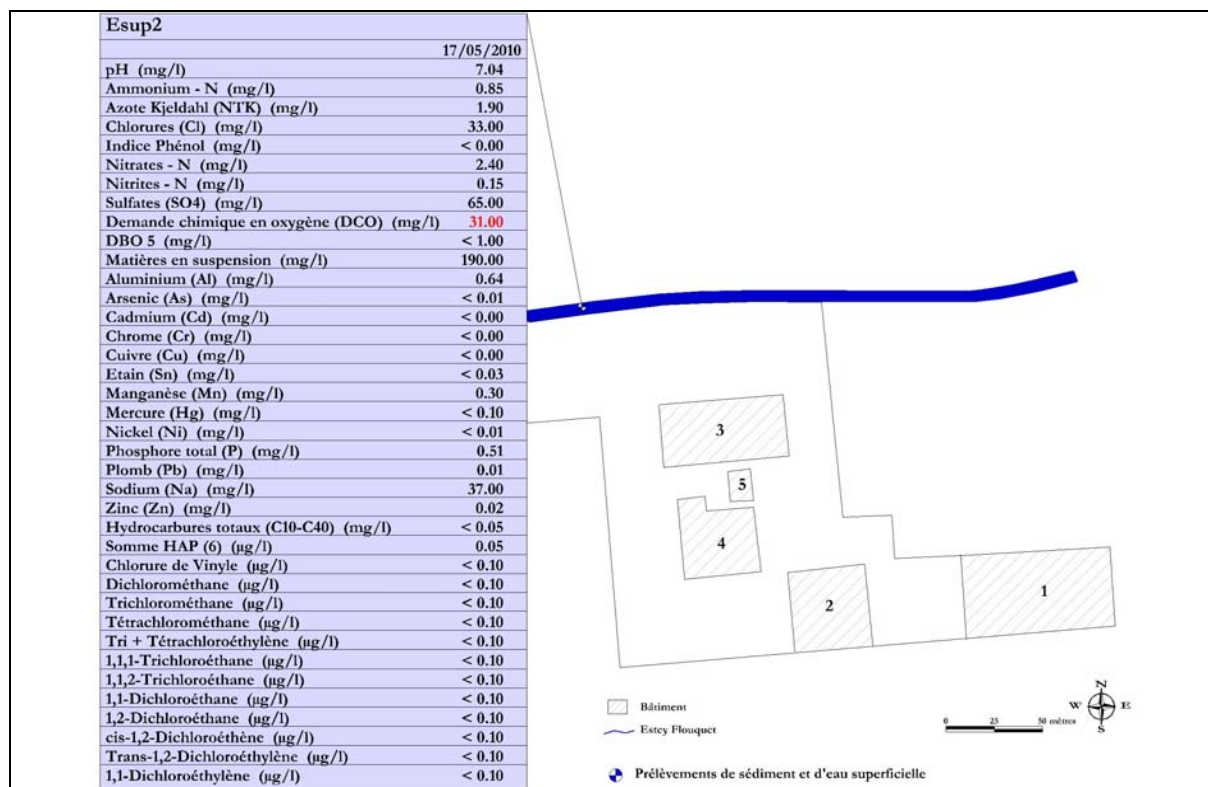 Esup2
17/05/2010
pH (mg/l) 7.04
Ammonium - N (mg/l) 0.85
Azote Kjeldahl (NTK) (mg/l) 1.90
Chlorures (Cl) (mg/l) 33.00
Indice Phénol (mg/l) < 0.00
Nitrates - N (mg/l) 2.40
Nitrites - N (mg/l) 0.15
Sulfates (SO4) (mg/l) 65.00
Demande chimique en oxygène (DCO) (mg/l) 31.00
DBO 5 (mg/l) < 1.00
Matières en suspension (mg/l) 190.00
Aluminium (Al) (mg/l) 0.64
Arsenic (As) (mg/l) < 0.01
Cadmium (Cd) (mg/l) < 0.00
Chrome (Cr) (mg/l) < 0.00
Cuivre (Cu) (mg/l) < 0.00
Etain (Sn) (mg/l) < 0.03
Manganèse (Mn) (mg/l) 0.30
Mercure (Hg) (mg/l) < 0.10
Nickel (Ni) (mg/l) < 0.01
Phosphore total (P) (mg/l) 0.51
Plomb (Pb) (mg/l) 0.01
Sodium (Na) (mg/l) 37.00
Zinc (Zn) (mg/l) 0.02
Hydrocarbures totaux (C10-C40) (mg/l) < 0.05
Somme HAP (6) (µg/l) 0.05
Chlorure de Vinyle (µg/l) < 0.10
Dichlorométhane (µg/l) < 0.10
Trichlorométhane (µg/l) < 0.10
Tétrachlorométhane (µg/l) < 0.10
Tri + Tétrachloroéthylène (µg/l) < 0.10
1,1,1-Trichloroéthane (µg/l) < 0.10
1,1,2-Trichloroéthane (µg/l) < 0.10
1,1-Dichloroéthane (µg/l) < 0.10
1,2-Dichloroéthane (µg/l) < 0.10
cis-1,2-Dichloroéthène (µg/l) < 0.10
Trans-1,2-Dichloroéthylène (µg/l) < 0.10
1,1-Dichloroéthylène (µg/l) < 0.10
3
5
4
2
1
Bâtiment
Estey Flouquet
Prélèvements de sédiment et d'eau superficielle
0 25 50 mètres
N
W E
S